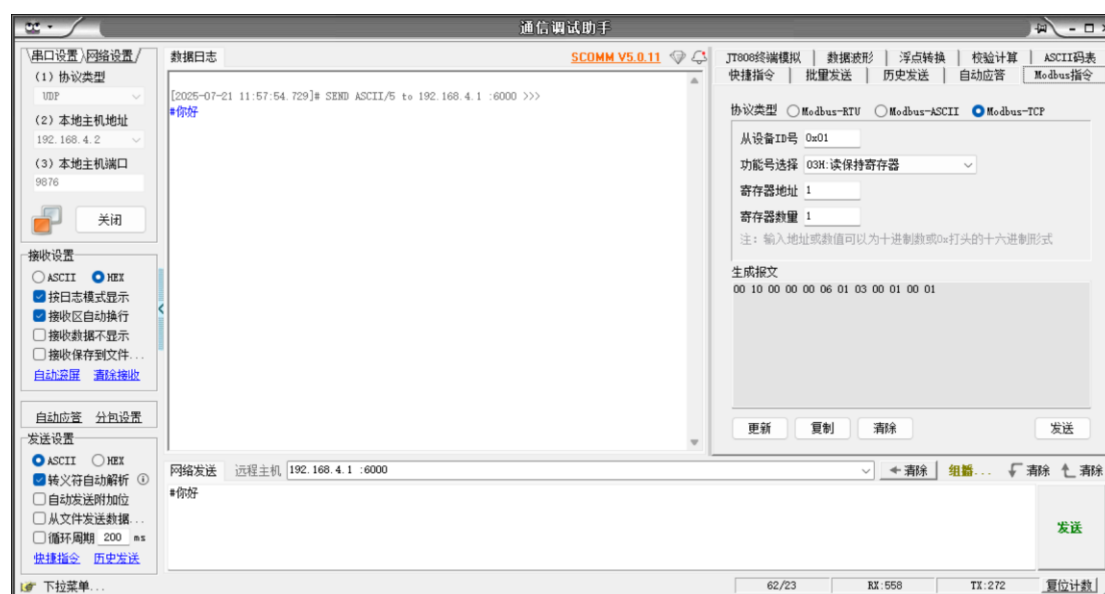 通信调试助手
串口设置 网络设置
(1) 协议类型
UDP
(2) 本地主机地址
192.168.4.2
(3) 本地主机端口
9876
关闭
接收设置
ASCII HEX
按日志模式显示
接收区自动换行
接收数据不显示
接收保存到文件...
自动滚屏 清除接收
自动应答 分包设置
发送设置
ASCII HEX
转义符自动解析
自动发送附加位
从文件发送数据...
循环周期 200 ms
快捷指令 历史发送
下拉菜单...
数据日志 SCOMM V5.0.11
[2025-07-21 11:57:54.729]# SEND ASCII/5 to 192.168.4.1 :6000 >>>
#你好
JT808终端模拟 数据波形 浮点转换 校验计算 ASCII码表
快捷指令 批量发送 历史发送 自动应答 Modbus指令
协议类型 Modbus-RTU Modbus-ASCII Modbus-TCP
从设备ID号 0x01
功能号选择 03H:读保持寄存器
寄存器地址 1
寄存器数量 1
注: 输入地址或数值可以为十进制数或0x打头的十六进制形式
生成报文
00 10 00 00 00 06 01 03 00 01 00 01
更新 复制 清除 发送
网络发送 远程主机 192.168.4.1 :6000 清除 组播... 清除 清除
#你好
发送
62/23 RX:558 TX:272 复位计数